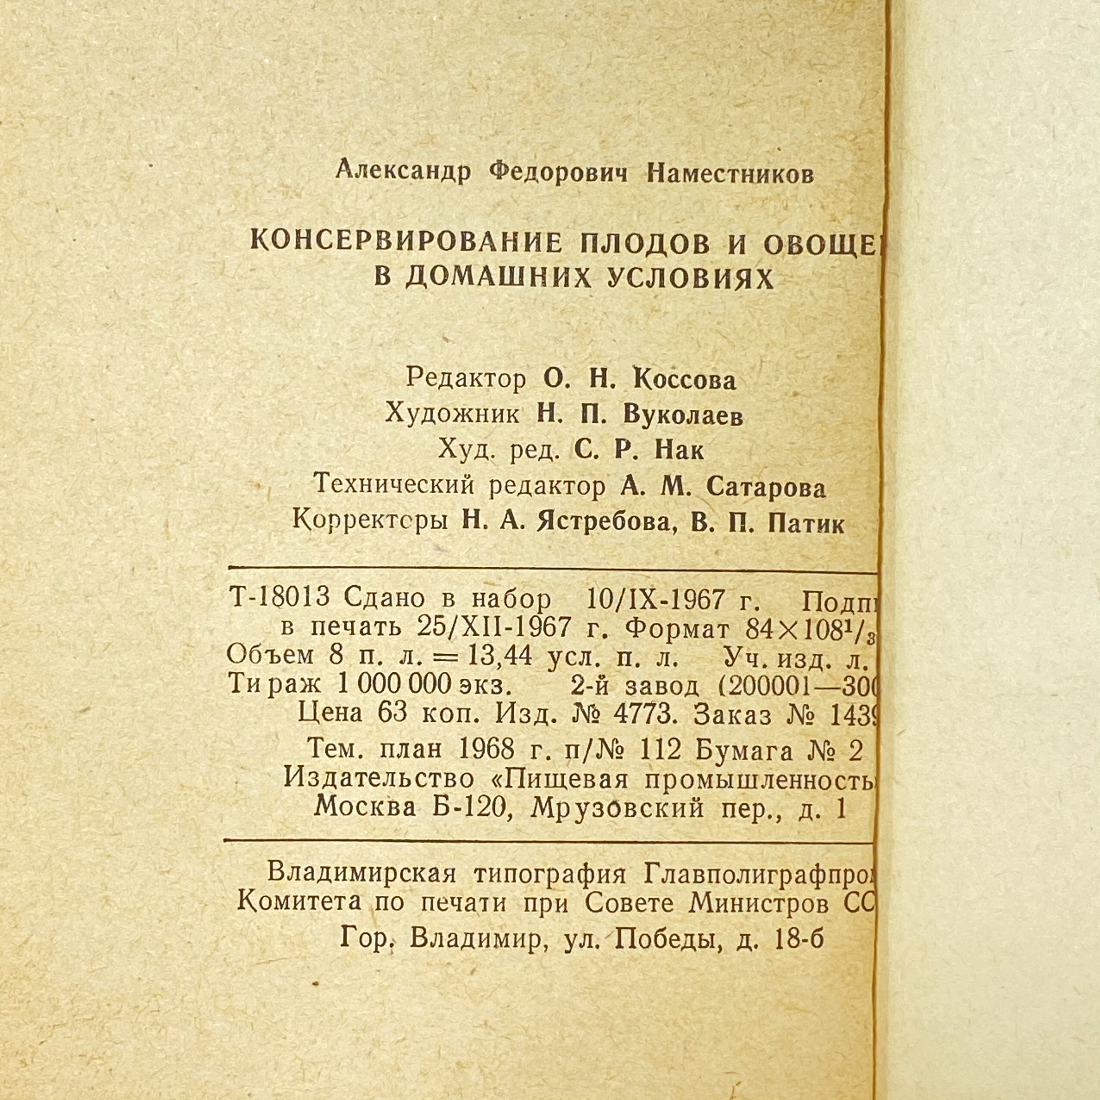 Александр Федорович Наместников
КОНСЕРВИРОВАНИЕ ПЛОДОВ И ОВОЩЕ
В ДОМАШНИХ УСЛОВИЯХ
Редактор О. Н. Коссова
Художник Н. П. Вуколаев
Худ. ред. С. Р. Нак
Технический редактор А. М. Сатарова
Корректоры Н. А. Ястребова, В. П. Патик
Т-18013 Сдано в набор 10/IX-1967 г. Подп
в печать 25/XII-1967 г. Формат 84×108¹/₃
Объем 8 п. л. = 13,44 усл. п. л. Уч. изд. л.
Тираж 1 000 000 экз. 2-й завод (200001—300
Цена 63 коп. Изд. № 4773. Заказ № 1439
Тем. план 1968 г. п/№ 112 Бумага № 2
Издательство «Пищевая промышленность
Москва Б-120, Мрузовский пер., д. 1
Владимирская типография Главполиграфпро
Комитета по печати при Совете Министров СС
Гор. Владимир, ул. Победы, д. 18-б